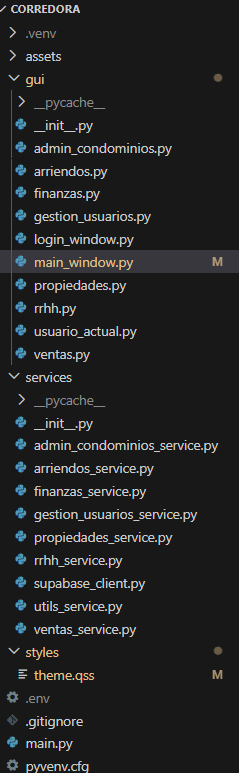 CORREDORA
.venv
assets
gui
__pycache__
__init__.py
admin_condominios.py
arriendos.py
finanzas.py
gestion_usuarios.py
login_window.py
main_window.py M
propiedades.py
rrhh.py
usuario_actual.py
ventas.py
services
__pycache__
__init__.py
admin_condominios_service.py
arriendos_service.py
finanzas_service.py
gestion_usuarios_service.py
propiedades_service.py
rrhh_service.py
supabase_client.py
utils_service.py
ventas_service.py
styles
theme.qss M
.env
.gitignore
main.py
pyvenv.cfg